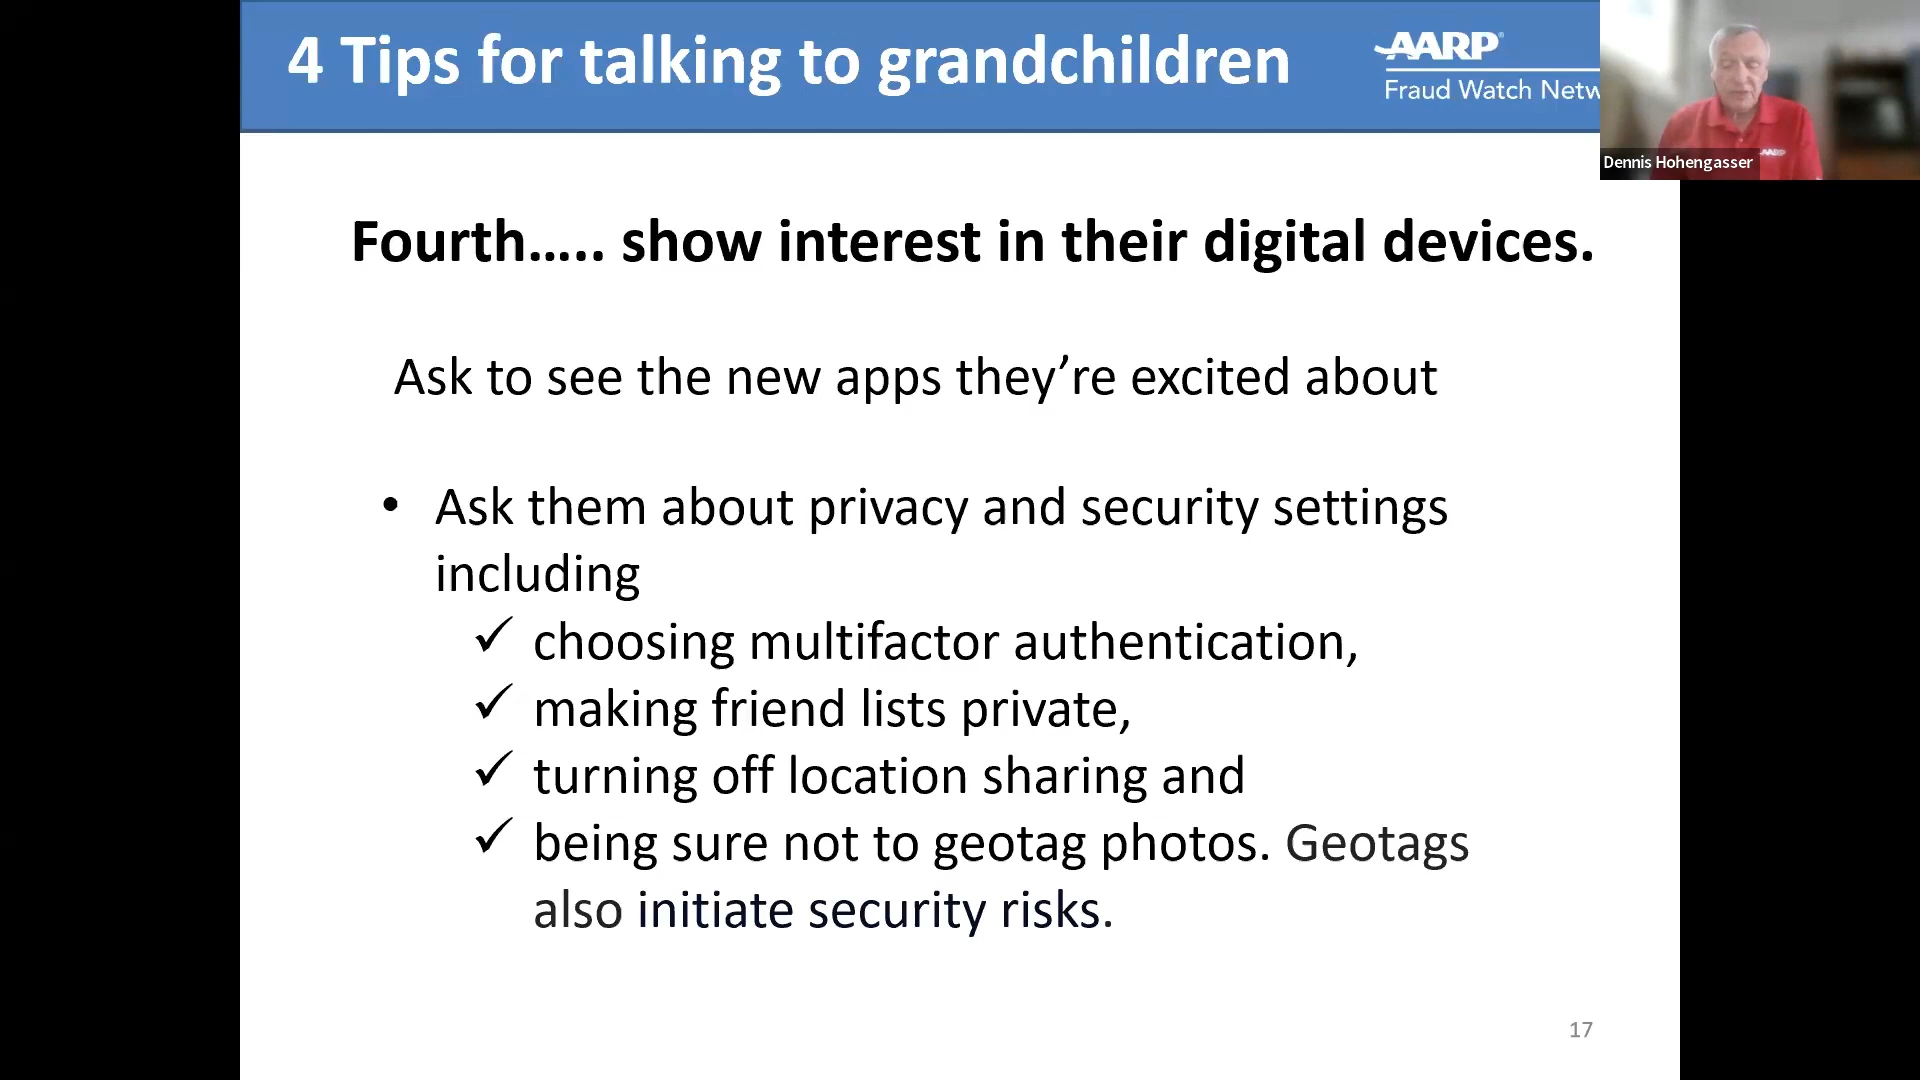 4 Tips for talking to grandchildren
AARP®
Fraud Watch Netw
Dennis Hohengasser
AARP
Fourth….. show interest in their digital devices.
Ask to see the new apps they’re excited about
• Ask them about privacy and security settings
including
✓ choosing multifactor authentication,
✓ making friend lists private,
✓ turning off location sharing and
✓ being sure not to geotag photos. Geotags
also initiate security risks.
17